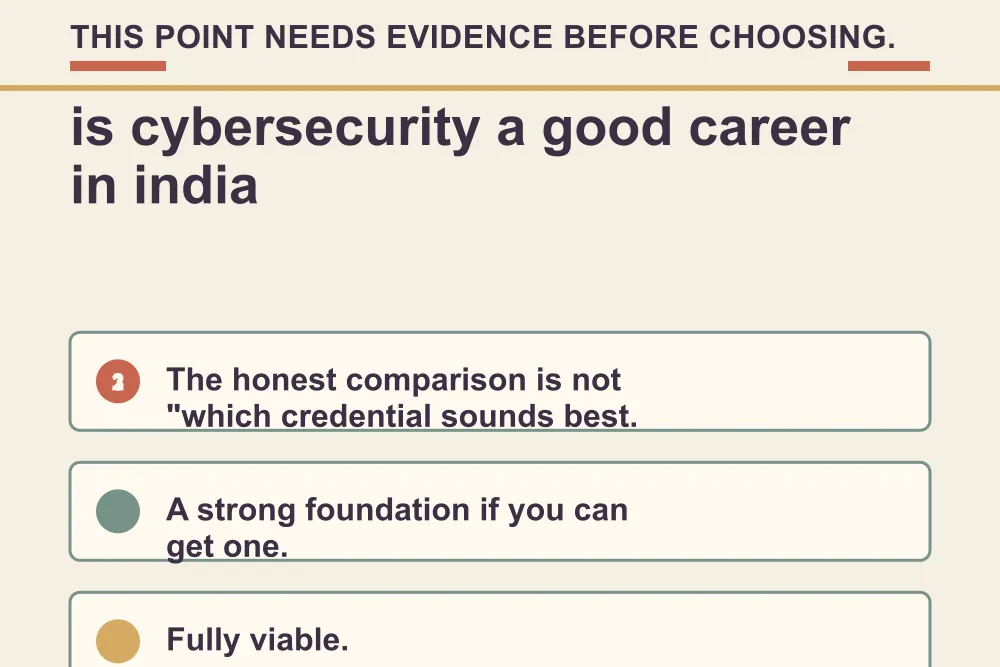 THIS POINT NEEDS EVIDENCE BEFORE CHOOSING.
is cybersecurity a good career
in india
The honest comparison is not
"which credential sounds best.
A strong foundation if you can
get one.
Fully viable.